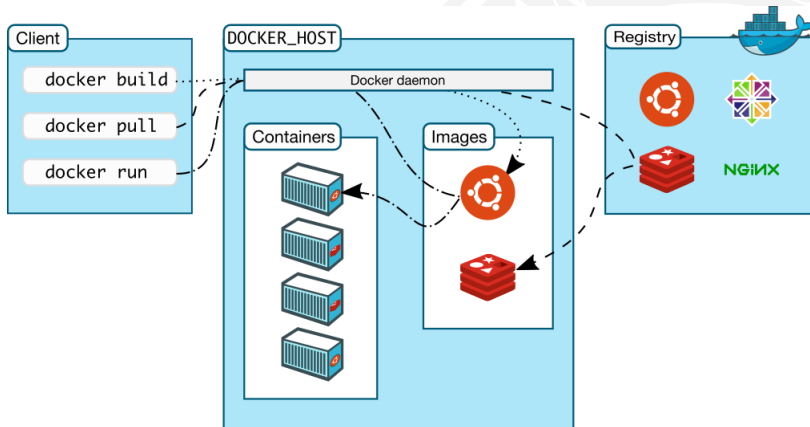 Client
docker build
docker pull
docker run
DOCKER_HOST
Docker daemon
Containers
Images
Registry
NGINX